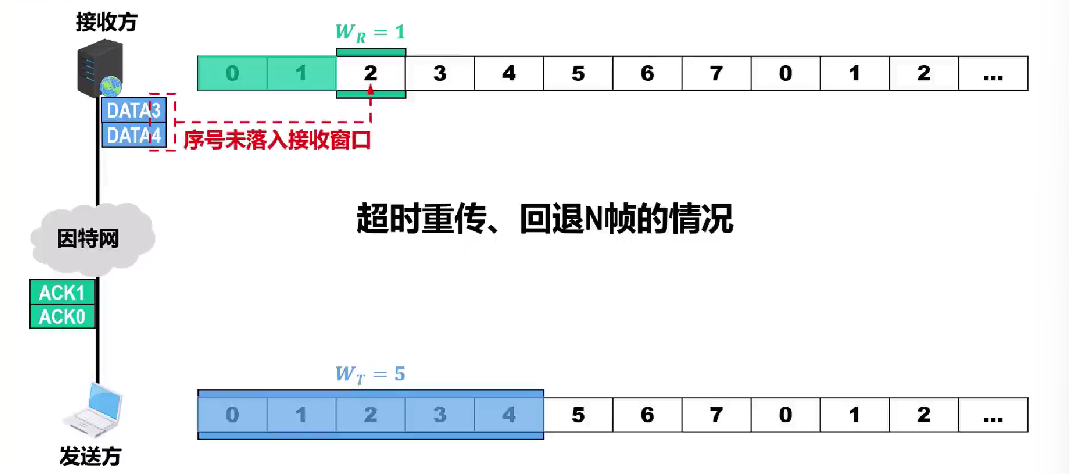 接收方
W_R = 1
0 1 2 3 4 5 6 7 0 1 2 ...
DATA3
DATA4
序号未落入接收窗口
超时重传、回退N帧的情况
因特网
ACK1
ACK0
W_T = 5
0 1 2 3 4 5 6 7 0 1 2 ...
发送方